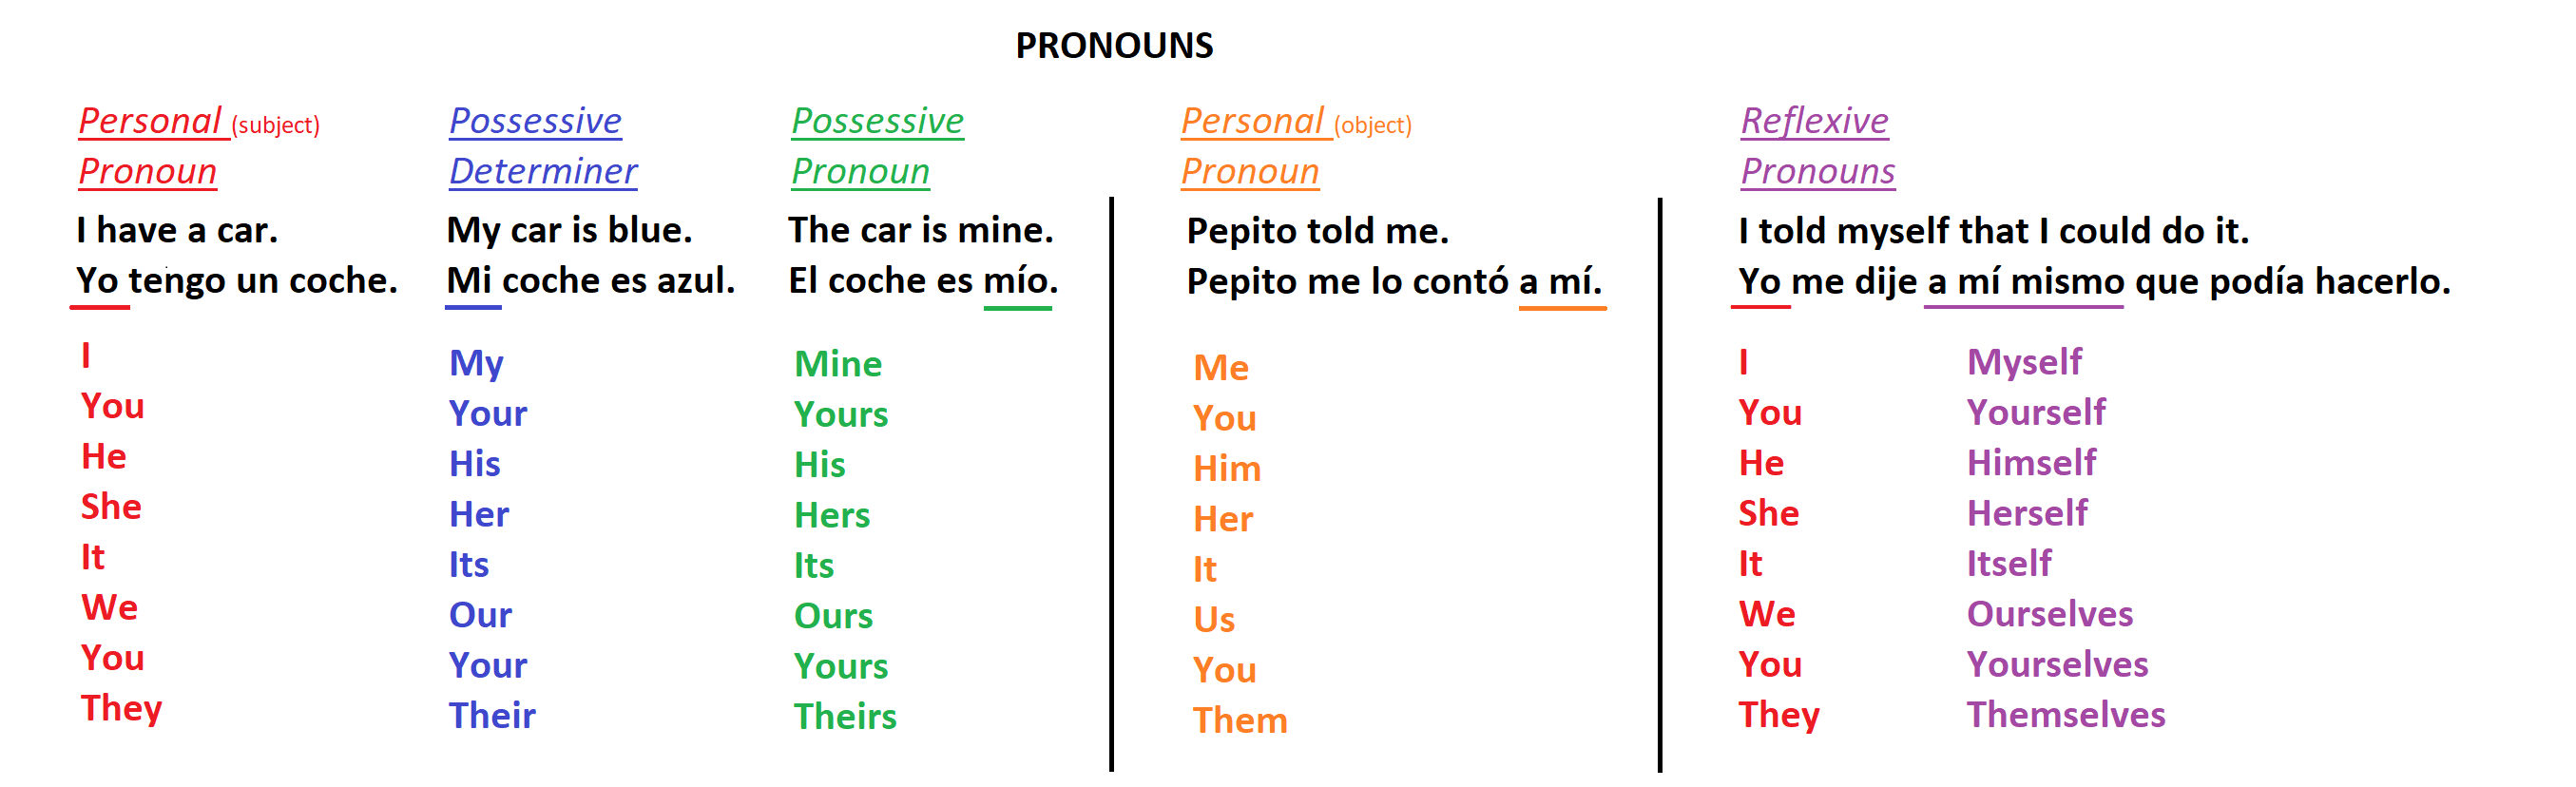 PRONOUNS
Personal (subject)
Pronoun
I have a car.
Yo tengo un coche.
I
You
He
She
It
We
You
They
Possessive
Determiner
My car is blue.
Mi coche es azul.
My
Your
His
Her
Its
Our
Your
Their
Possessive
Pronoun
The car is mine.
El coche es mío.
Mine
Yours
His
Hers
Its
Ours
Yours
Theirs
Personal (object)
Pronoun
Pepito told me.
Pepito me lo contó a mí.
Me
You
Him
Her
It
Us
You
Them
Reflexive
Pronouns
I told myself that I could do it.
Yo me dije a mí mismo que podía hacerlo.
I Myself
You Yourself
He Himself
She Herself
It Itself
We Ourselves
You Yourselves
They Themselves